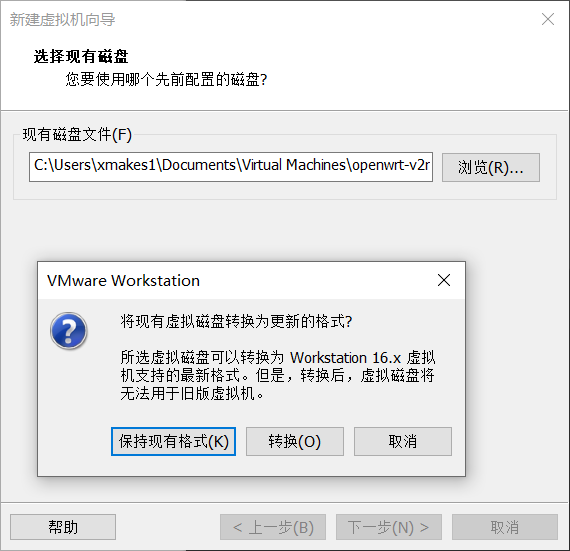 新建虚拟机向导
选择现有磁盘
您要使用哪个先前配置的磁盘?
现有磁盘文件(F)
C:\Users\xmakes1\Documents\Virtual Machines\openwrt-v2r
浏览(R)...
VMware Workstation
将现有虚拟磁盘转换为更新的格式?
所选虚拟磁盘可以转换为 Workstation 16.x 虚拟
机支持的最新格式。但是，转换后，虚拟磁盘将
无法用于旧版虚拟机。
保持现有格式(K)
转换(O)
取消
帮助
< 上一步(B)
下一步(N) >
取消